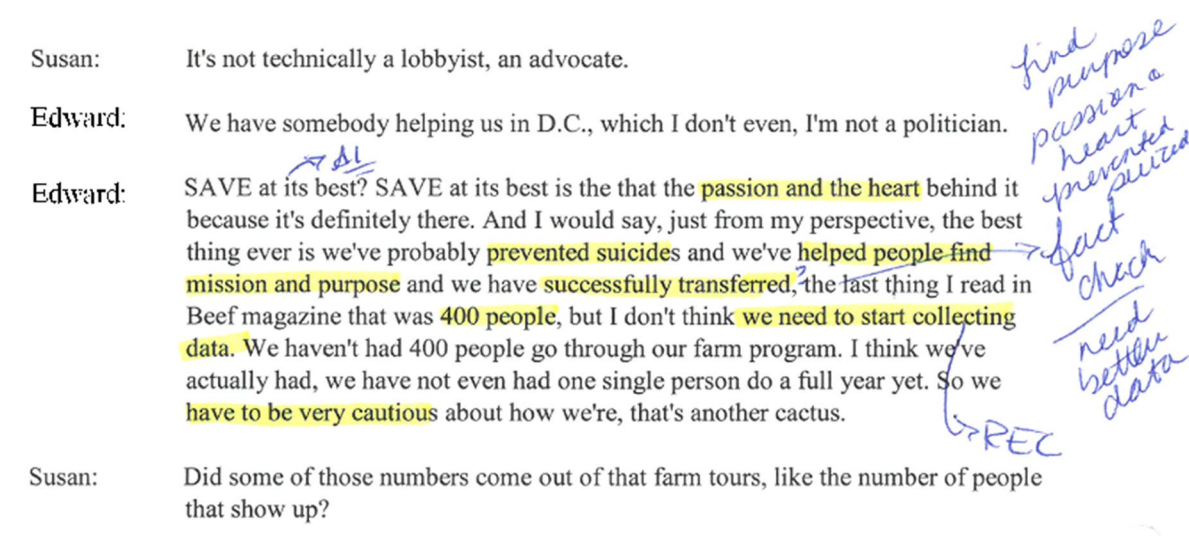 Susan: It's not technically a lobbyist, an advocate.
Edward: We have somebody helping us in D.C., which I don't even, I'm not a politician.
AI
Edward: SAVE at its best? SAVE at its best is the that the passion and the heart behind it
because it's definitely there. And I would say, just from my perspective, the best
thing ever is we've probably prevented suicides and we've helped people find
mission and purpose and we have successfully transferred, ? the last thing I read in
Beef magazine that was 400 people, but I don't think we need to start collecting
data. We haven't had 400 people go through our farm program. I think we've
actually had, we have not even had one single person do a full year yet. So we
have to be very cautious about how we're, that's another cactus.
REC
Susan: Did some of those numbers come out of that farm tours, like the number of people
that show up?
find
purpose
passion &
heart
prevented
fact
check
need
better
data